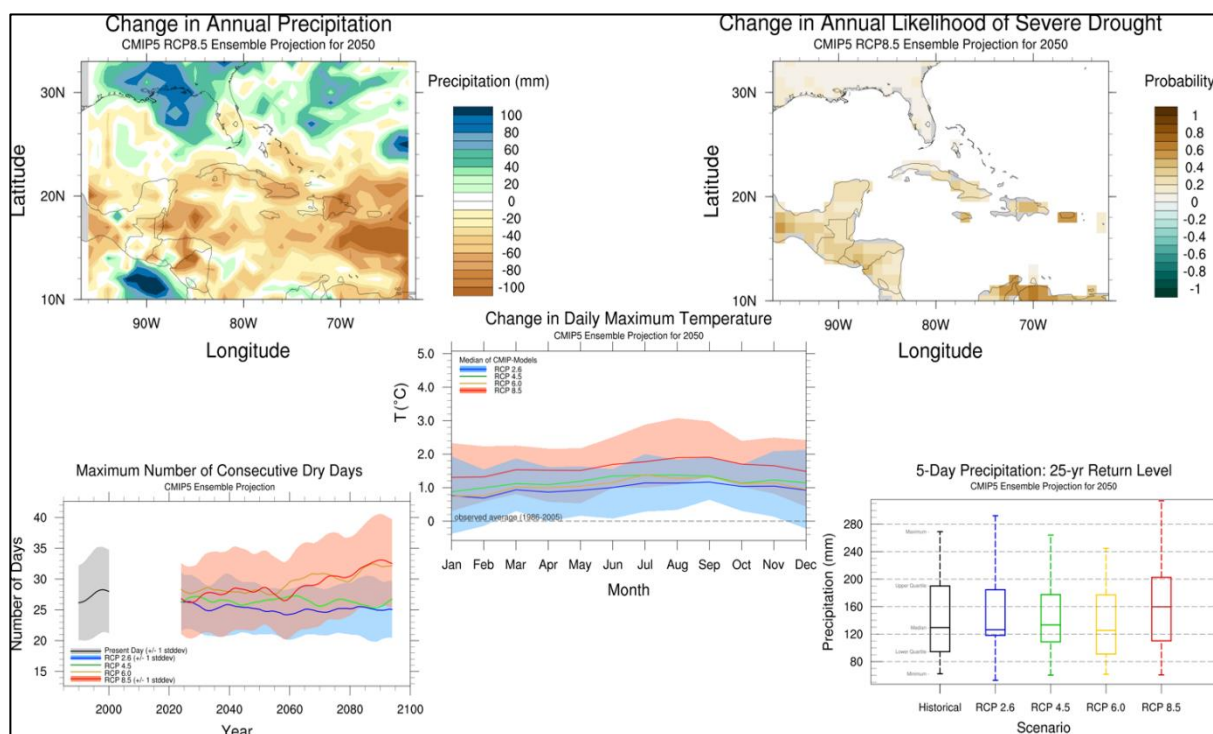 Change in Annual Precipitation
CMIP5 RCP8.5 Ensemble Projection for 2050
Precipitation (mm)
100
80
60
40
20
0
-20
-40
-60
-80
-100
Latitude
30N
20N
10N
90W
80W
70W
Longitude
Change in Annual Likelihood of Severe Drought
CMIP5 RCP8.5 Ensemble Projection for 2050
Probability
1
0.8
0.6
0.4
0.2
0
-0.2
-0.4
-0.6
-0.8
-1
Latitude
30N
20N
10N
90W
80W
70W
Longitude
Change in Daily Maximum Temperature
CMIP5 Ensemble Projection for 2050
Median of CMIP-Models
RCP 2.6
RCP 4.5
RCP 6.0
RCP 8.5
T (°C)
5.0
4.0
3.0
2.0
1.0
0
observed average (1986-2005)
Jan Feb Mar Apr May Jun Jul Aug Sep Oct Nov Dec
Month
Maximum Number of Consecutive Dry Days
CMIP5 Ensemble Projection
Number of Days
40
35
30
25
20
15
Present Day (+/- 1 stddev)
RCP 2.6 (+/- 1 stddev)
RCP 4.5
RCP 6.0
RCP 8.5 (+/- 1 stddev)
2000 2020 2040 2060 2080 2100
Year
5-Day Precipitation: 25-yr Return Level
CMIP5 Ensemble Projection for 2050
Precipitation (mm)
280
240
200
160
120
80
Maximum
Upper Quartile
Median
Lower Quartile
Minimum
Historical RCP 2.6 RCP 4.5 RCP 6.0 RCP 8.5
Scenario